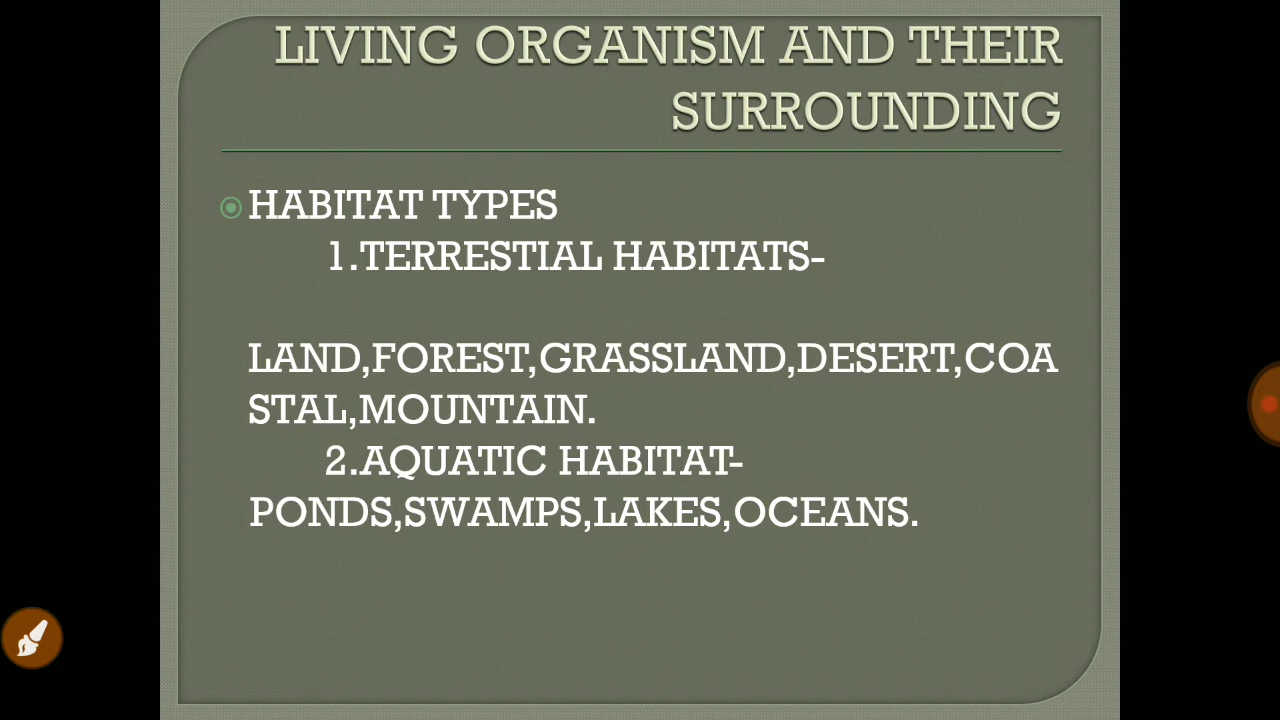 LIVING ORGANISM AND THEIR
SURROUNDING
HABITAT TYPES
1.TERRESTIAL HABITATS-
LAND,FOREST,GRASSLAND,DESERT,COA
STAL,MOUNTAIN.
2.AQUATIC HABITAT-
PONDS,SWAMPS,LAKES,OCEANS.